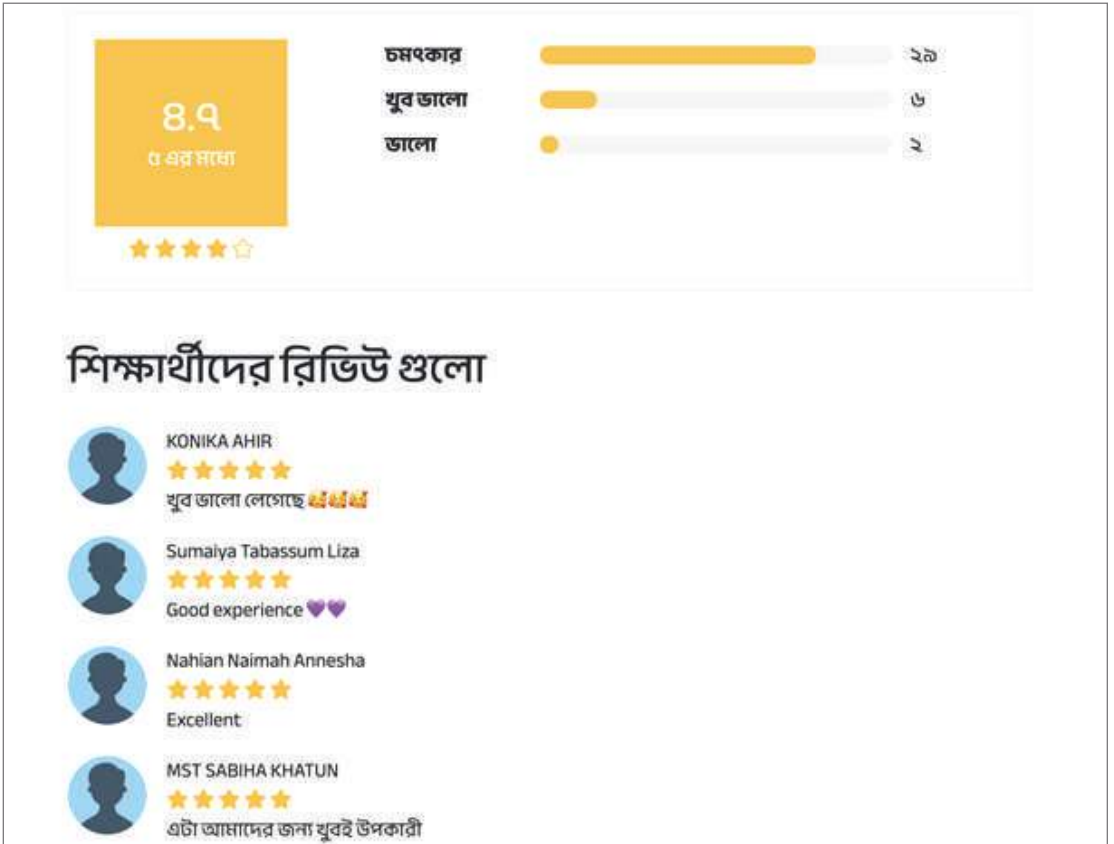 ৪.৭
৫ এর মধ্যে
চমৎকার ২৯
খুব ভালো ৬
ভালো ২
শিক্ষার্থীদের রিভিউ গুলো
KONIKA AHIR
খুব ভালো লেগেছে 🥰🥰🥰
Sumaiya Tabassum Liza
Good experience 💜💜
Nahian Naimah Annesha
Excellent
MST SABIHA KHATUN
এটা আমাদের জন্য খুবই উপকারী